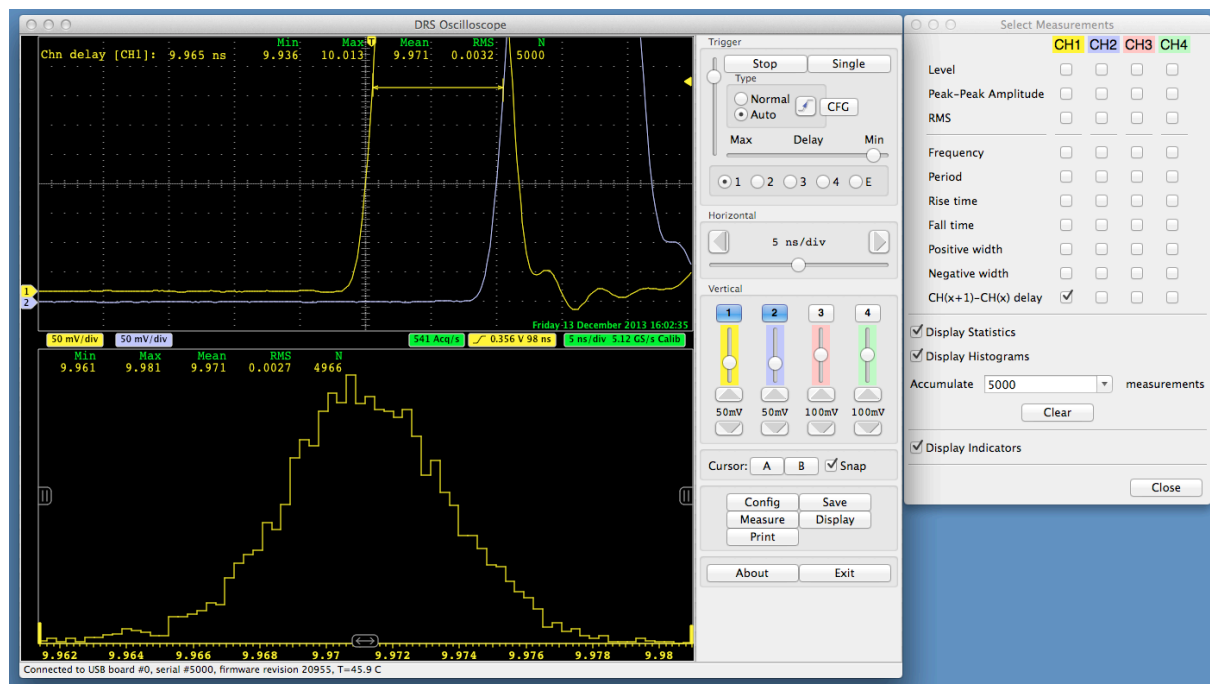 DRS Oscilloscope
Min Max T Mean RMS N
Chn delay [CH1]: 9.965 ns 9.936 10.013 9.971 0.0032 5000
1
2
Friday 13 December 2013 16:02:35
50 mV/div 50 mV/div 541 Acq/s 0.356 V 98 ns 5 ns/div 5.12 GS/s Calib
Min Max Mean RMS N
9.961 9.981 9.971 0.0027 4966
9.962 9.964 9.966 9.968 9.97 9.972 9.974 9.976 9.978 9.98
Connected to USB board #0, serial #5000, firmware revision 20955, T=45.9 C
Trigger
Stop Single
Type
Normal
Auto
CFG
Max Delay Min
1 2 3 4 E
Horizontal
5 ns/div
Vertical
1 2 3 4
50mV 50mV 100mV 100mV
Cursor: A B Snap
Config Save
Measure Display
Print
About Exit
Select Measurements
CH1 CH2 CH3 CH4
Level
Peak-Peak Amplitude
RMS
Frequency
Period
Rise time
Fall time
Positive width
Negative width
CH(x+1)-CH(x) delay
Display Statistics
Display Histograms
Accumulate 5000 measurements
Clear
Display Indicators
Close